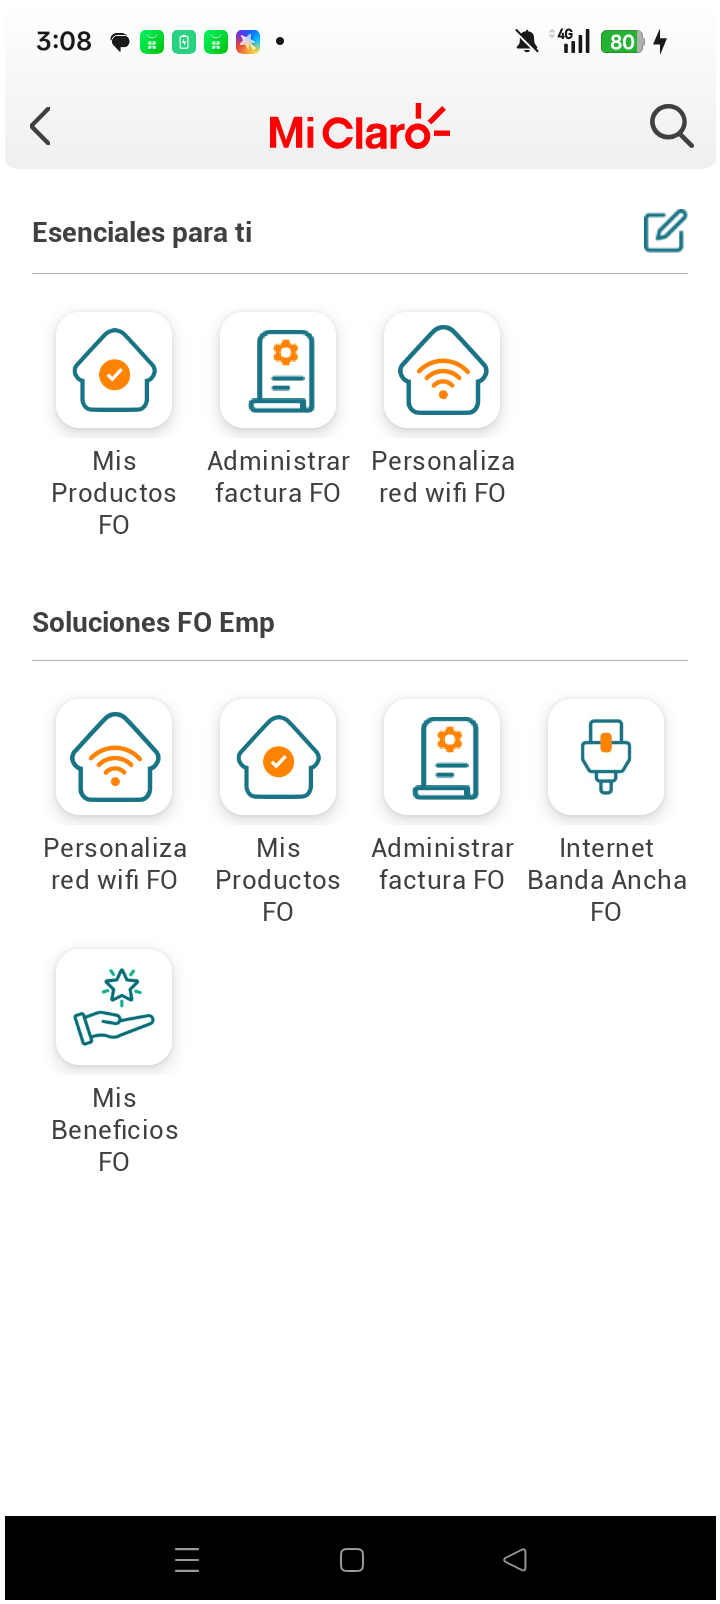 3:08
4G
80
Mi Claro
Esenciales para ti
Mis
Productos
FO
Administrar
factura FO
Personaliza
red wifi FO
Soluciones FO Emp
Personaliza
red wifi FO
Mis
Productos
FO
Administrar
factura FO
Internet
Banda Ancha
FO
Mis
Beneficios
FO